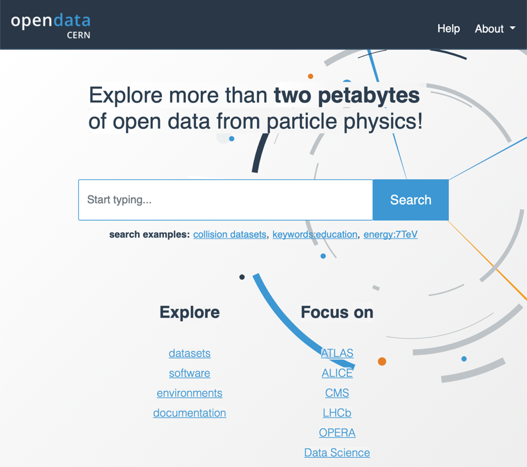 opendata
CERN
Help About
Explore more than two petabytes
of open data from particle physics!
Start typing... Search
search examples: collision datasets, keywords:education, energy:7TeV
Explore Focus on
datasets ATLAS
software ALICE
environments CMS
documentation LHCb
OPERA
Data Science